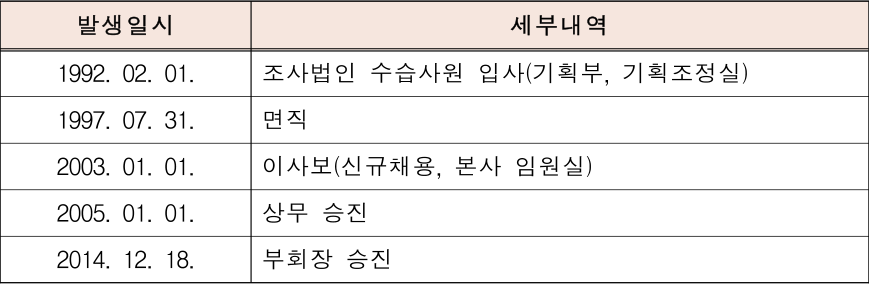 발생일시 세부내역
1992. 02. 01. 조사법인 수습사원 입사(기획부, 기획조정실)
1997. 07. 31. 면직
2003. 01. 01. 이사보(신규채용, 본사 임원실)
2005. 01. 01. 상무 승진
2014. 12. 18. 부회장 승진